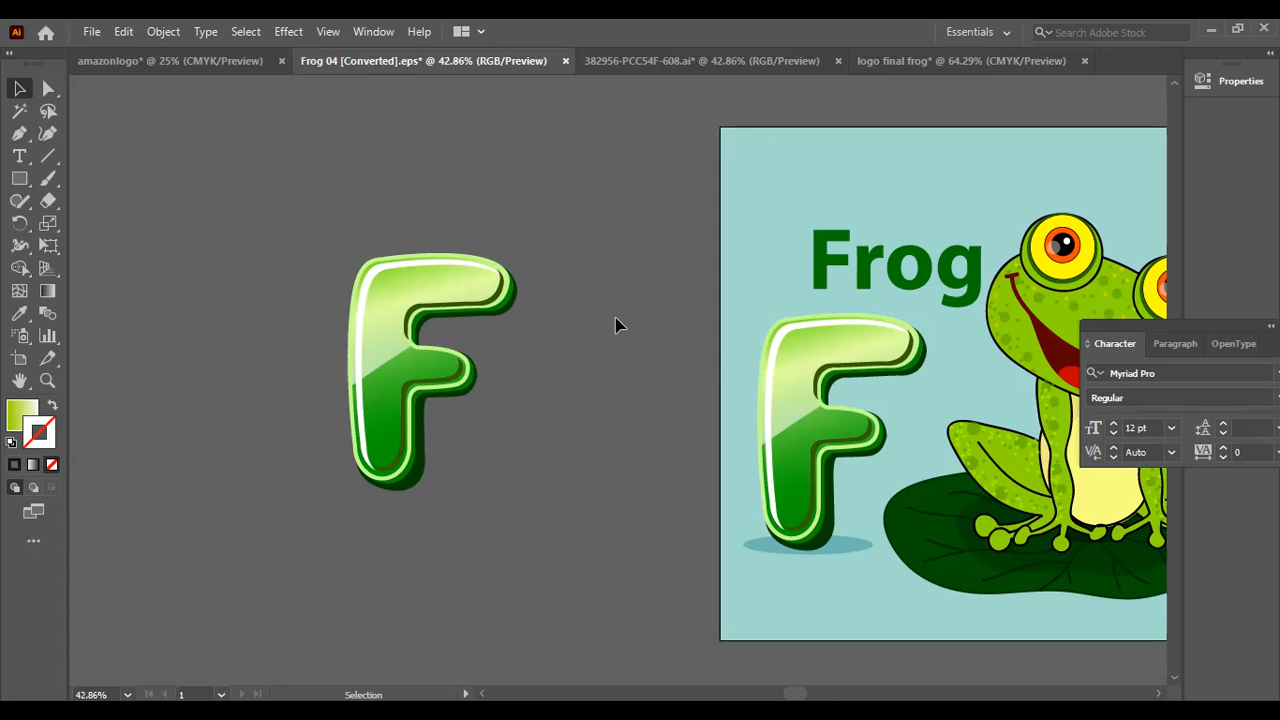 Ai File Edit Object Type Select Effect View Window Help Essentials Search Adobe Stock
amazonlogo* @ 25% (CMYK/Preview) Frog 04 [Converted].eps* @ 42.86% (RGB/Preview) 382956-PCC54F-608.ai* @ 42.86% (RGB/Preview) logo final frog* @ 64.29% (CMYK/Preview)
Properties
Frog
F
F
Character Paragraph OpenType
Myriad Pro
Regular
12 pt
Auto 0
42.86% 1 Selection